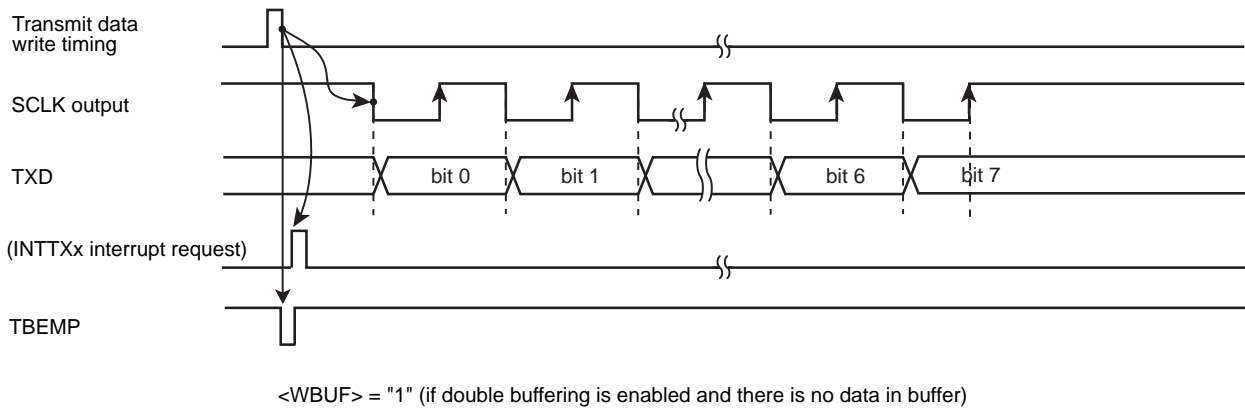 Transmit data
write timing
SCLK output
TXD
bit 0
bit 1
bit 6
bit 7
(INTTXx interrupt request)
TBEMP
<WBUF> = "1" (if double buffering is enabled and there is no data in buffer)